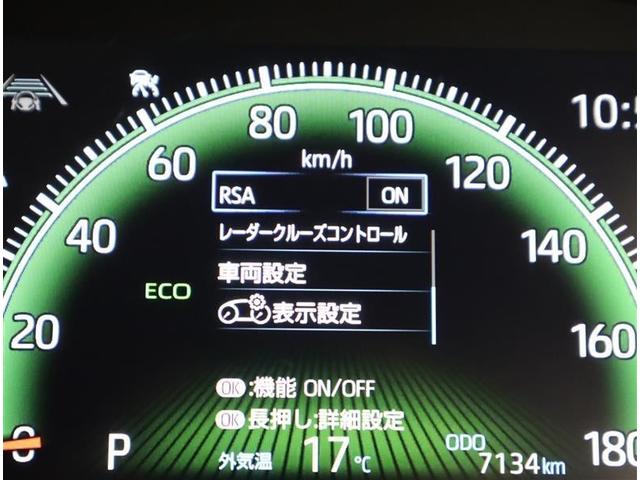 10:5
80
100
60
km/h
120
RSA ON
レーダークルーズコントロール
40
140
車両設定
ECO
表示設定
20
160
OK:機能 ON/OFF
OK長押し:詳細設定
P
外気温 17℃
ODO
7134km
180